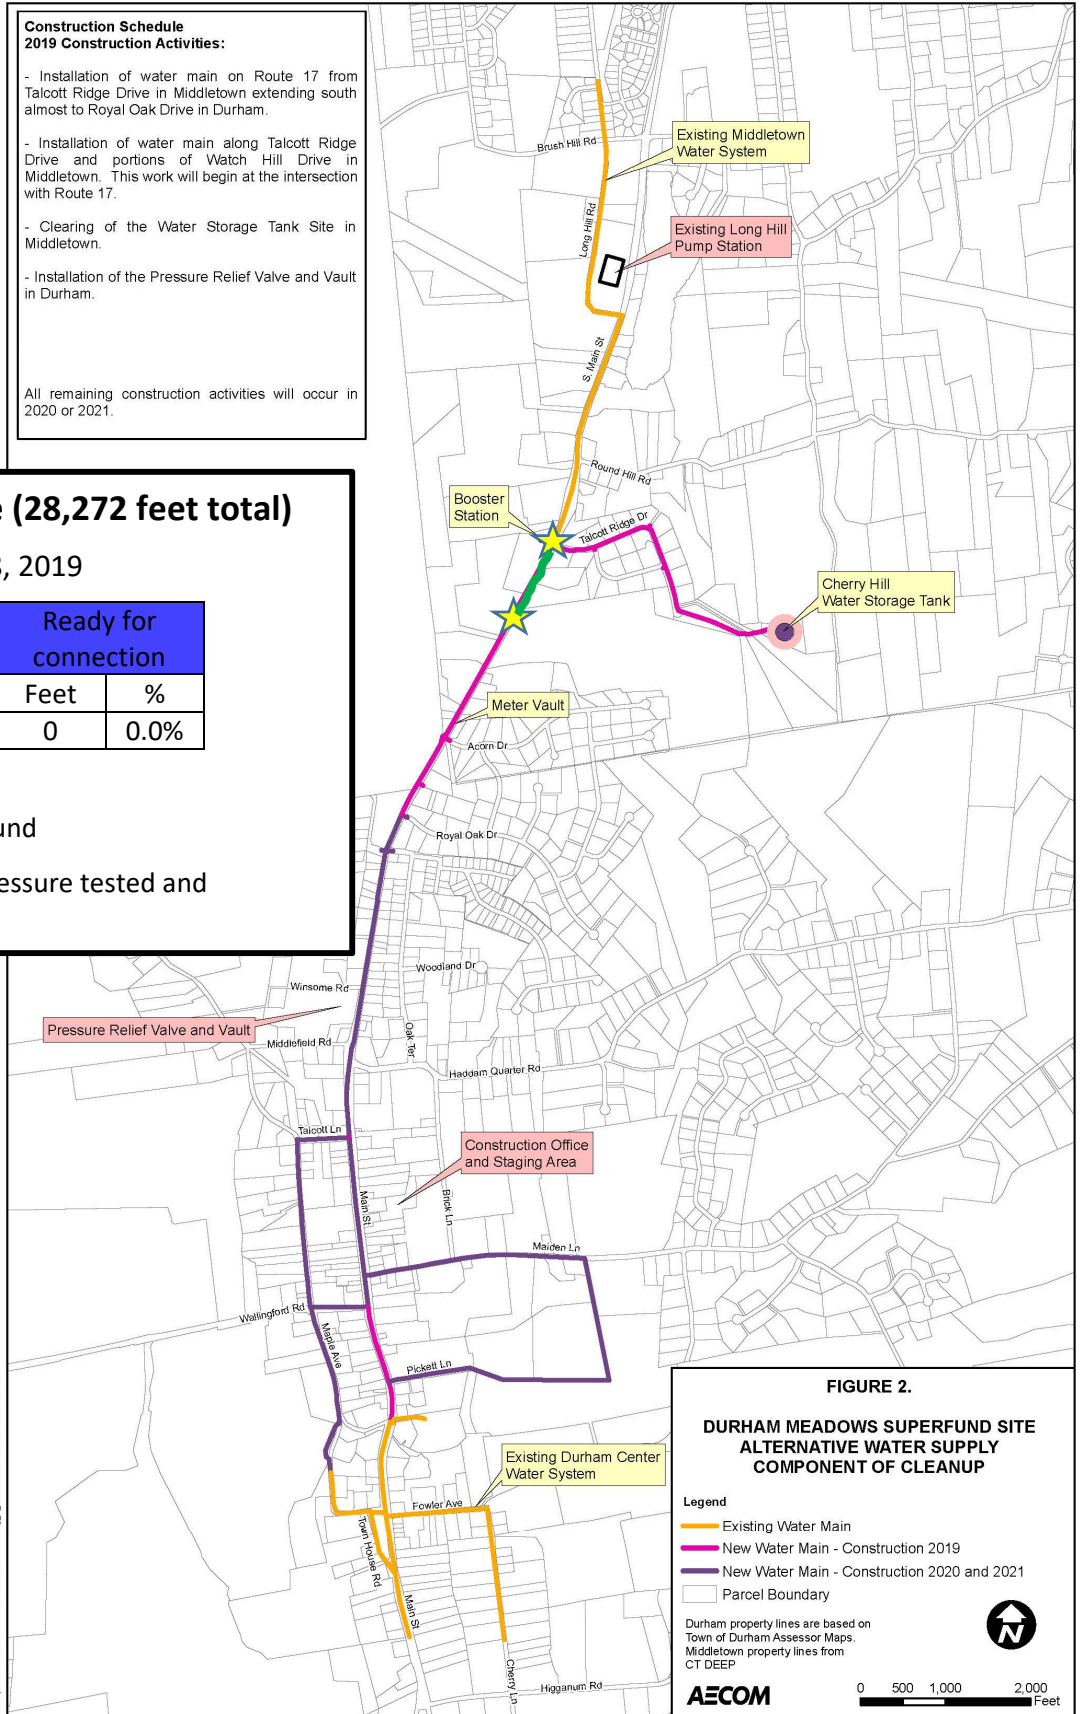 Construction Schedule
2019 Construction Activities:
- Installation of water main on Route 17 from
Talcott Ridge Drive in Middletown extending south
almost to Royal Oak Drive in Durham.
- Installation of water main along Talcott Ridge
Drive and portions of Watch Hill Drive in
Middletown. This work will begin at the intersection
with Route 17.
- Clearing of the Water Storage Tank Site in
Middletown.
- Installation of the Pressure Relief Valve and Vault
in Durham.
All remaining construction activities will occur in
2020 or 2021.
(28,272 feet total)
, 2019
Ready for
connection
Feet %
0 0.0%
und
essure tested and
Brush Hill Rd
Existing Middletown
Water System
Long Hill Rd
Existing Long Hill
Pump Station
S. Main St
Round Hill Rd
Booster
Station
Talcott Ridge Dr
Cherry Hill
Water Storage Tank
Meter Vault
Acorn Dr
Royal Oak Dr
Woodland Dr
Winsome Rd
Pressure Relief Valve and Vault
Oak Ter
Middlefield Rd
Haddam Quarter Rd
Talcott Ln
Construction Office
and Staging Area
Main St
Brick Ln
Maiden Ln
Wallingford Rd
Maple Ave
Pickett Ln
Existing Durham Center
Water System
Fowler Ave
Town House Rd
Main St
Cherry Ln
Higganum Rd
FIGURE 2.
DURHAM MEADOWS SUPERFUND SITE
ALTERNATIVE WATER SUPPLY
COMPONENT OF CLEANUP
Legend
Existing Water Main
New Water Main - Construction 2019
New Water Main - Construction 2020 and 2021
Parcel Boundary
Durham property lines are based on
Town of Durham Assessor Maps.
Middletown property lines from
CT DEEP
N
AECOM
0 500 1,000 2,000
Feet